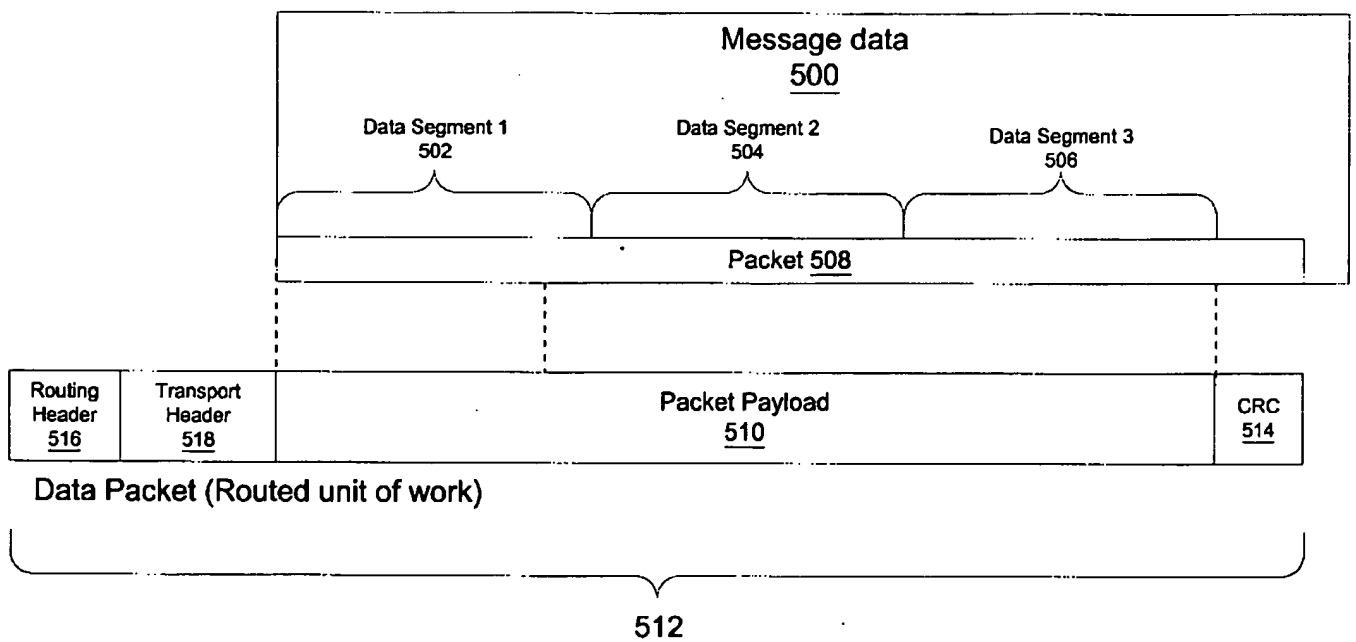 Message data
500
Data Segment 1
502
Data Segment 2
504
Data Segment 3
506
Packet 508
Routing
Header
516
Transport
Header
518
Packet Payload
510
CRC
514
Data Packet (Routed unit of work)
512